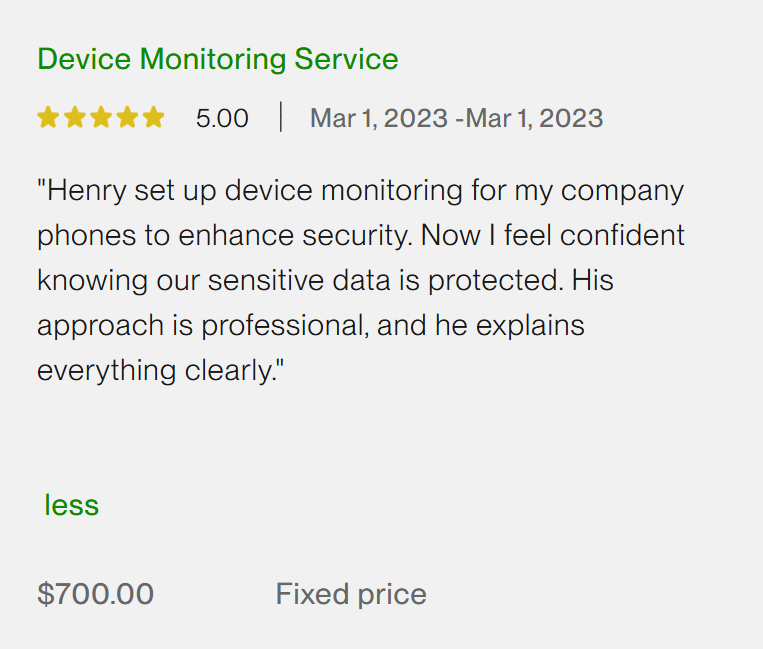 Device Monitoring Service
5.00 | Mar 1, 2023 -Mar 1, 2023
"Henry set up device monitoring for my company
phones to enhance security. Now I feel confident
knowing our sensitive data is protected. His
approach is professional, and he explains
everything clearly."
less
$700.00 Fixed price